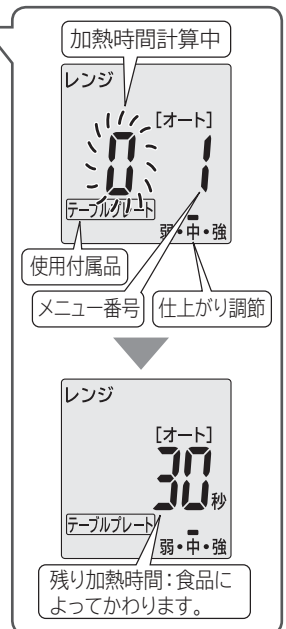 加熱時間計算中
レンジ
[オート]
0 1
テーブルプレート
弱・中・強
使用付属品
メニュー番号
仕上がり調節
レンジ
[オート]
30秒
テーブルプレート
弱・中・強
残り加熱時間：食品に
よってかわります。